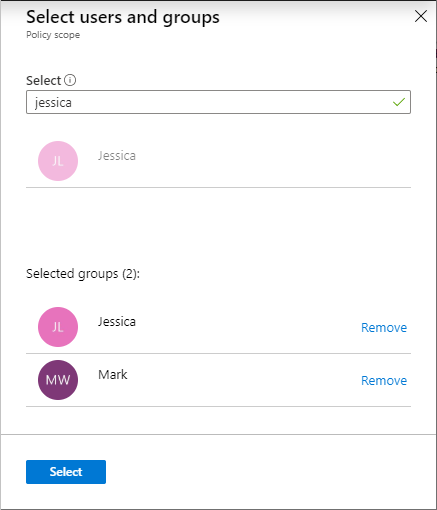 Select users and groups
Policy scope
Select
jessica
JL Jessica
Selected groups (2):
JL Jessica Remove
MW Mark Remove
Select